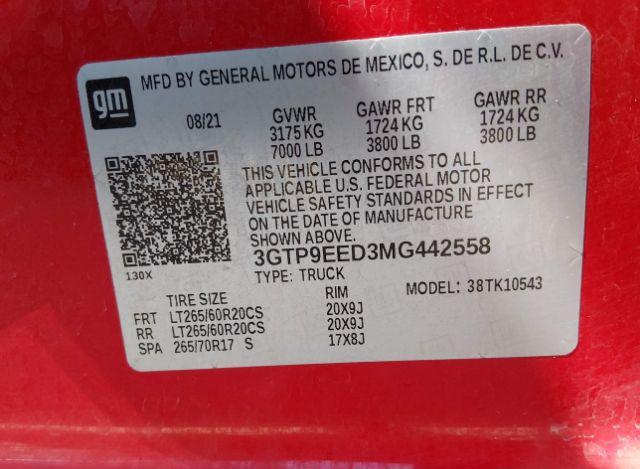 gm
MFD BY GENERAL MOTORS DE MEXICO, S. DE R.L. DE C.V.
08/21 GVWR GAWR FRT GAWR RR
3175 KG 1724 KG 1724 KG
7000 LB 3800 LB 3800 LB
THIS VEHICLE CONFORMS TO ALL
APPLICABLE U.S. FEDERAL MOTOR
VEHICLE SAFETY STANDARDS IN EFFECT
ON THE DATE OF MANUFACTURE
SHOWN ABOVE.
130X
3GTP9EED3MG442558
TYPE: TRUCK MODEL: 38TK10543
TIRE SIZE RIM
FRT LT265/60R20CS 20X9J
RR LT265/60R20CS 20X9J
SPA 265/70R17 S 17X8J